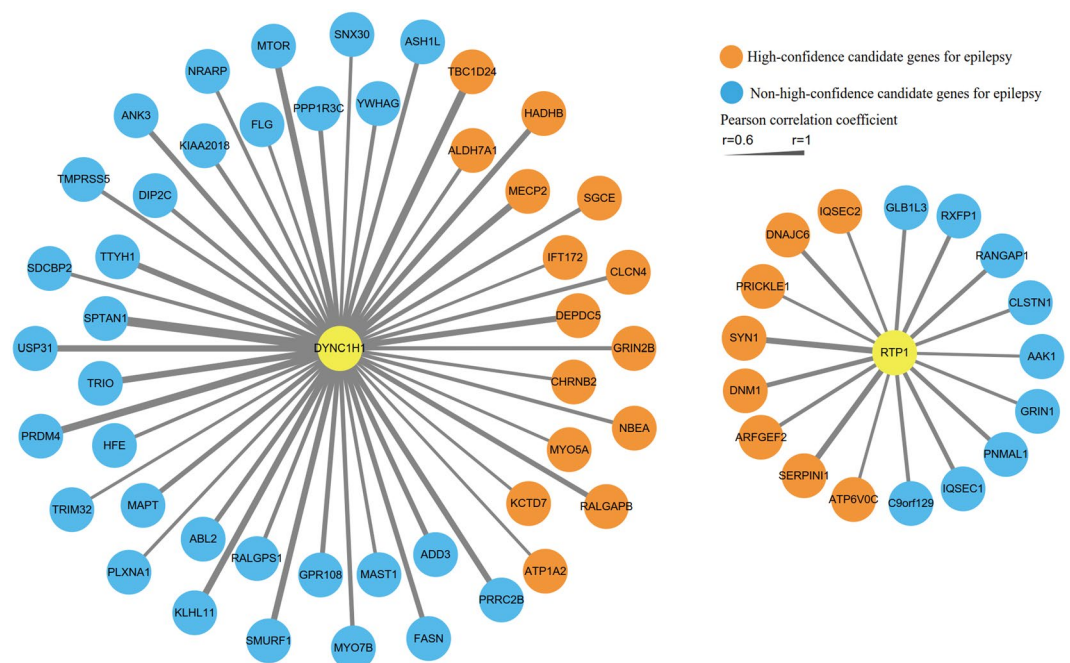 SNX30
MTOR
ASH1L
TBC1D24
NRARP
PPP1R3C
YWHAG
HADHB
ANK3
FLG
KIAA2018
ALDH7A1
MECP2
TMPRSS5
DIP2C
SGCE
TTYH1
IFT172
SDCBP2
CLCN4
SPTAN1
DEPDC5
USP31
DYNC1H1
GRIN2B
TRIO
CHRNB2
PRDM4
HFE
NBEA
MYO5A
TRIM32
MAPT
KCTD7
RALGAPB
ABL2
PLXNA1
RALGPS1
GPR108
MAST1
ADD3
ATP1A2
KLHL11
PRRC2B
SMURF1
MYO7B
FASN
High-confidence candidate genes for epilepsy
Non-high-confidence candidate genes for epilepsy
Pearson correlation coefficient
r=0.6 r=1
IQSEC2
GLB1L3
RXFP1
DNAJC6
RANGAP1
PRICKLE1
CLSTN1
SYN1
RTP1
AAK1
DNM1
GRIN1
ARFGEF2
PNMAL1
SERPINI1
IQSEC1
ATP6V0C
C9orf129